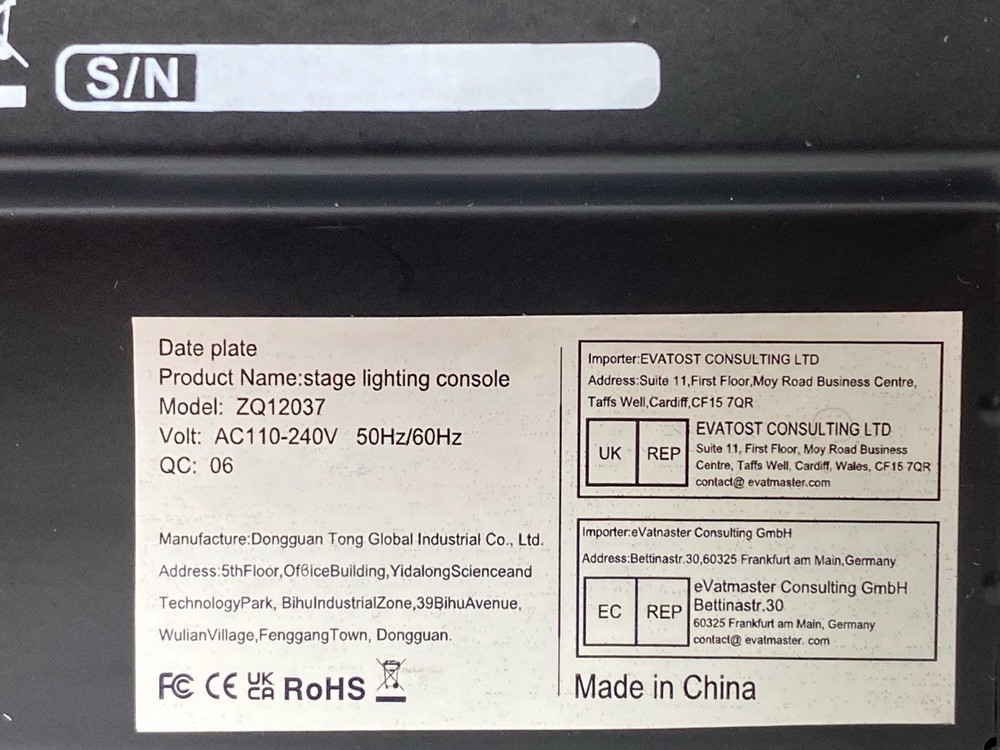 S/N
Date plate
Product Name:stage lighting console
Model: ZQ12037
Volt: AC110-240V 50Hz/60Hz
QC: 06
Manufacture:Dongguan Tong Global Industrial Co., Ltd.
Address:5thFloor,Of6iceBuilding,YidalongScienceand
TechnologyPark, BihuIndustrialZone,39BihuAvenue,
WulianVillage,FenggangTown, Dongguan.
FC CE UK CA RoHS
Importer:EVATOST CONSULTING LTD
Address:Suite 11,First Floor,Moy Road Business Centre,
Taffs Well,Cardiff,CF15 7QR
UK REP
EVATOST CONSULTING LTD
Suite 11, First Floor, Moy Road Business
Centre, Taffs Well, Cardiff, Wales, CF15 7QR
contact@ evatmaster.com
Importer:eVatnaster Consulting GmbH
Address:Bettinastr.30,60325 Frankfurt am Main,Germany
EC REP
eVatmaster Consulting GmbH
Bettinastr.30
60325 Frankfurt am Main, Germany
contact@ evatmaster. com
Made in China